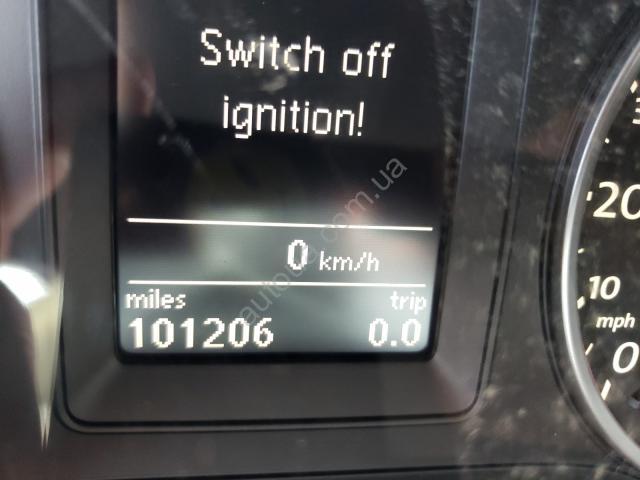 Switch off
ignition!
0 km/h
miles trip
101206 0.0
20
10
mph
0